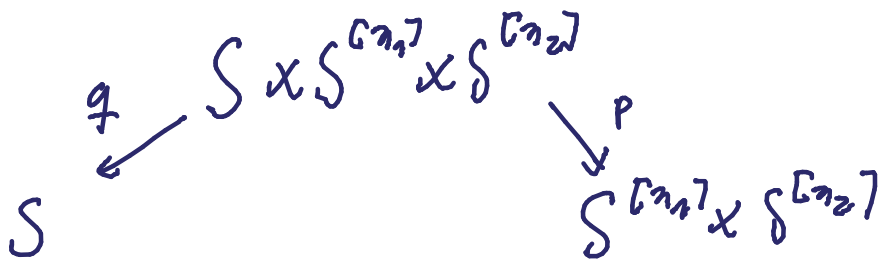 S × S^{[n_1]} × S^{[n_2]}
q p
S S^{[n_1]} × S^{[n_2]}